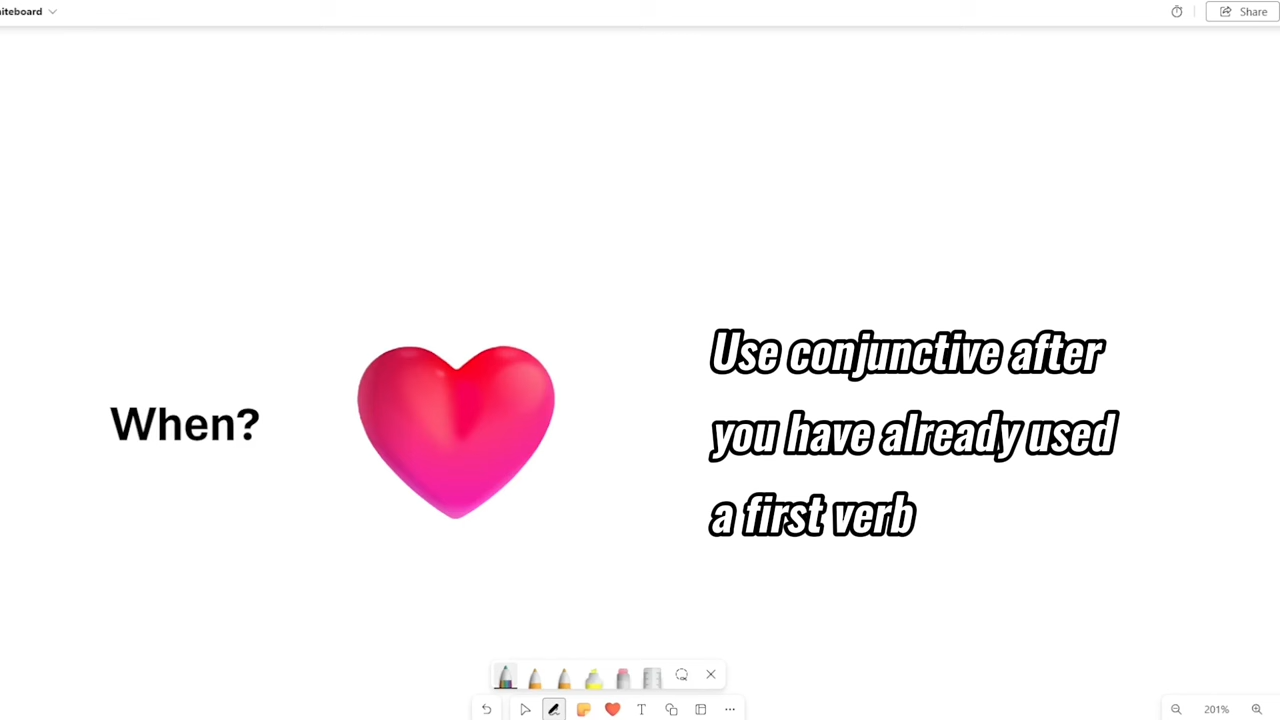 iteboard
Share
When?
Use conjunctive after
you have already used
a first verb
201%